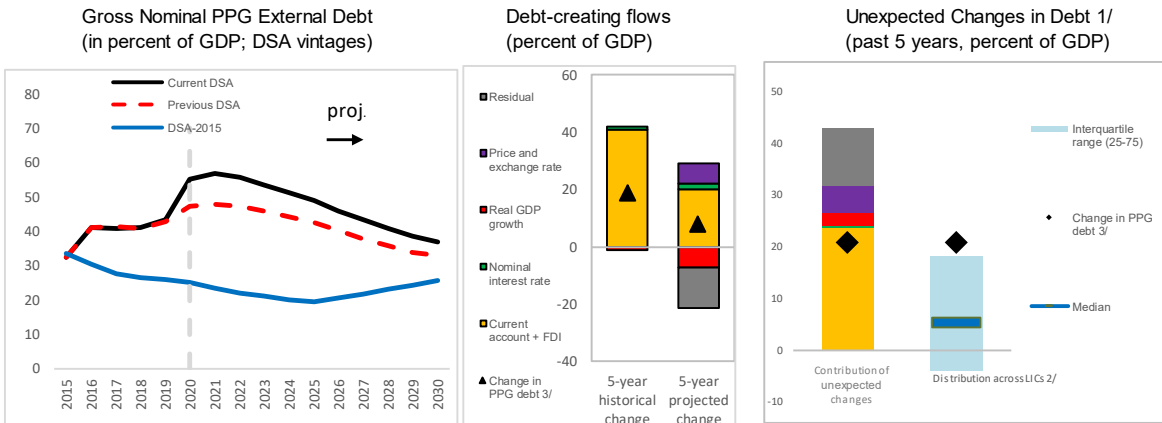 Gross Nominal PPG External Debt
(in percent of GDP; DSA vintages)
80
70
60
50
40
30
20
10
0
Current DSA
Previous DSA
DSA-2015
proj.
2015
2016
2017
2018
2019
2020
2021
2022
2023
2024
2025
2026
2027
2028
2029
2030
Debt-creating flows
(percent of GDP)
Residual
Price and
exchange rate
Real GDP
growth
Nominal
interest rate
Current
account + FDI
Change in
PPG debt 3/
60
40
20
0
-20
-40
5-year
historical
change
5-year
projected
change
Unexpected Changes in Debt 1/
(past 5 years, percent of GDP)
50
40
30
20
10
0
-10
Contribution of
unexpected
changes
Distribution across LICs 2/
Interquartile
range (25-75)
Change in PPG
debt 3/
Median